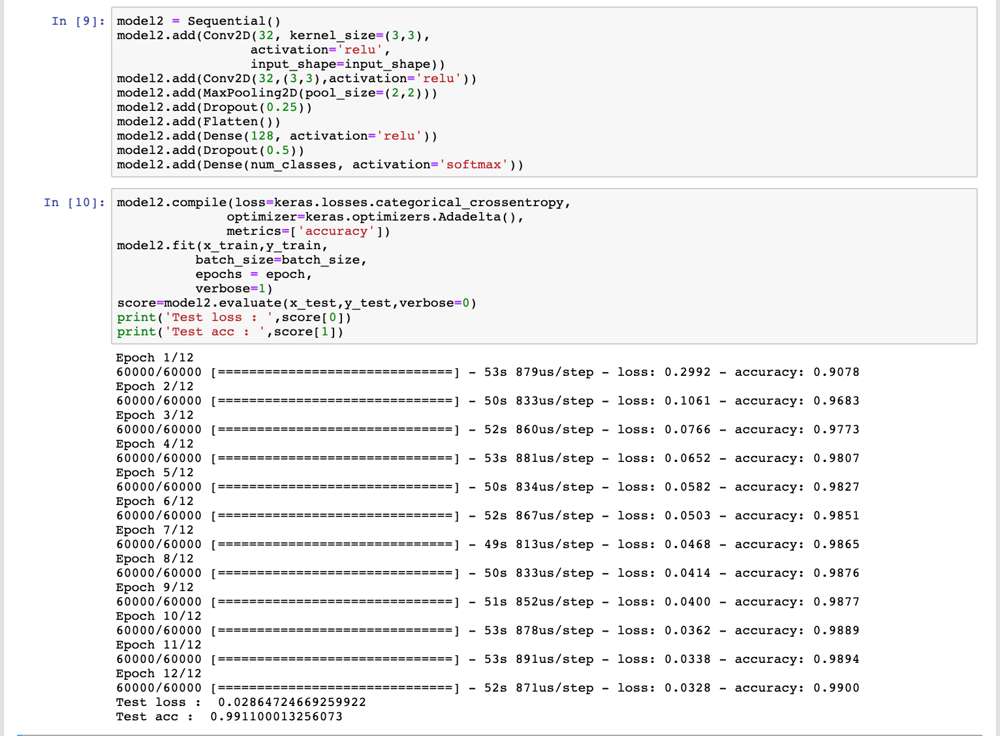 In [9]:
model2 = Sequential()
model2.add(Conv2D(32, kernel_size=(3,3),
                 activation='relu',
                 input_shape=input_shape))
model2.add(Conv2D(32,(3,3),activation='relu'))
model2.add(MaxPooling2D(pool_size=(2,2)))
model2.add(Dropout(0.25))
model2.add(Flatten())
model2.add(Dense(128, activation='relu'))
model2.add(Dropout(0.5))
model2.add(Dense(num_classes, activation='softmax'))
In [10]:
model2.compile(loss=keras.losses.categorical_crossentropy,
              optimizer=keras.optimizers.Adadelta(),
              metrics=['accuracy'])
model2.fit(x_train,y_train,
          batch_size=batch_size,
          epochs = epoch,
          verbose=1)
score=model2.evaluate(x_test,y_test,verbose=0)
print('Test loss : ',score[0])
print('Test acc : ',score[1])
Epoch 1/12
60000/60000 [==============================] - 53s 879us/step - loss: 0.2992 - accuracy: 0.9078
Epoch 2/12
60000/60000 [==============================] - 50s 833us/step - loss: 0.1061 - accuracy: 0.9683
Epoch 3/12
60000/60000 [==============================] - 52s 860us/step - loss: 0.0766 - accuracy: 0.9773
Epoch 4/12
60000/60000 [==============================] - 53s 881us/step - loss: 0.0652 - accuracy: 0.9807
Epoch 5/12
60000/60000 [==============================] - 50s 834us/step - loss: 0.0582 - accuracy: 0.9827
Epoch 6/12
60000/60000 [==============================] - 52s 867us/step - loss: 0.0503 - accuracy: 0.9851
Epoch 7/12
60000/60000 [==============================] - 49s 813us/step - loss: 0.0468 - accuracy: 0.9865
Epoch 8/12
60000/60000 [==============================] - 50s 833us/step - loss: 0.0414 - accuracy: 0.9876
Epoch 9/12
60000/60000 [==============================] - 51s 852us/step - loss: 0.0400 - accuracy: 0.9877
Epoch 10/12
60000/60000 [==============================] - 53s 878us/step - loss: 0.0362 - accuracy: 0.9889
Epoch 11/12
60000/60000 [==============================] - 53s 891us/step - loss: 0.0338 - accuracy: 0.9894
Epoch 12/12
60000/60000 [==============================] - 52s 871us/step - loss: 0.0328 - accuracy: 0.9900
Test loss :  0.02864724669259922
Test acc :  0.991100013256073